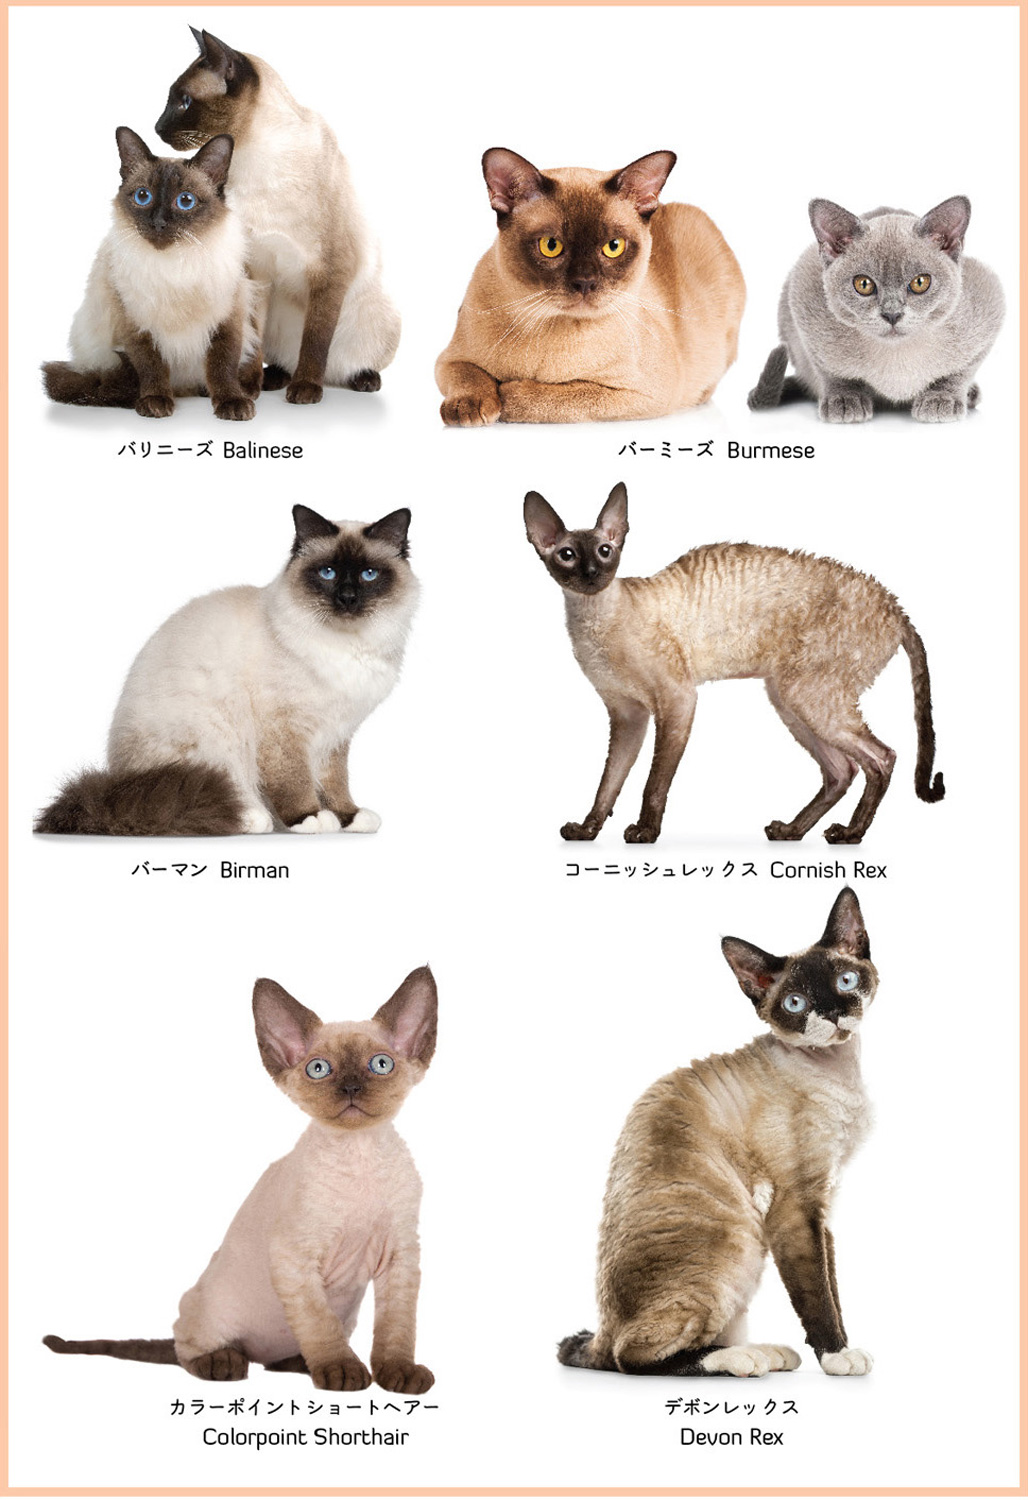 バリニーズ Balinese
バーミーズ Burmese
バーマン Birman
コーニッシュレックス Cornish Rex
カラーポイントショートヘアー
Colorpoint Shorthair
デボンレックス
Devon Rex